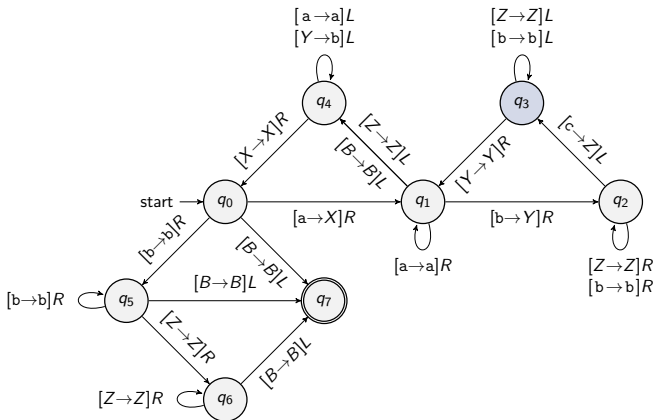 [a→a]L
[Y→b]L
[Z→Z]L
[b→b]L
q4
q3
[X→X]R
[Z→Z]L
[B→B]L
[Y→Y]R
[c→Z]L
start
q0
[a→X]R
q1
[b→Y]R
q2
[b→b]R
[B→B]L
[a→a]R
[Z→Z]R
[b→b]R
[b→b]R
q5
[B→B]L
q7
[Z→Z]R
[B→B]L
[Z→Z]R
q6